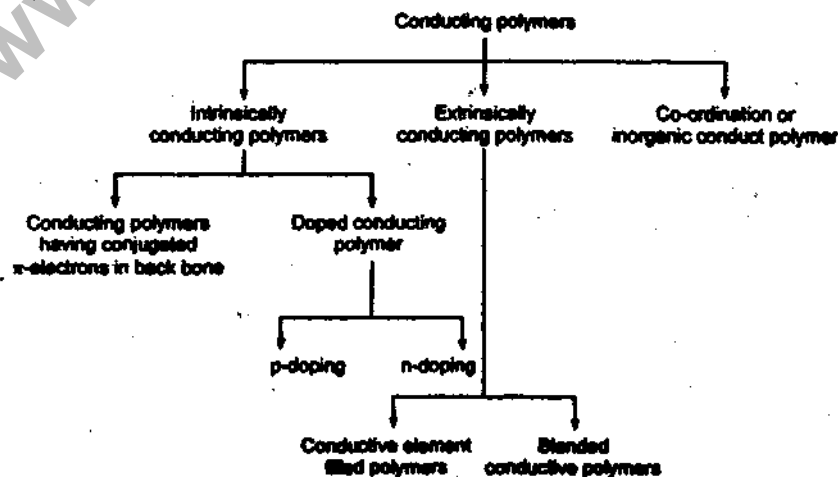 Conducting polymers
Intrinsically
conducting polymers
Extrinsically
conducting polymers
Co-ordination or
inorganic conduct polymer
Conducting polymers
having conjugated
π-electrons in back bone
Doped conducting
polymer
p-doping
n-doping
Conductive element
filled polymers
Blended
conductive polymers